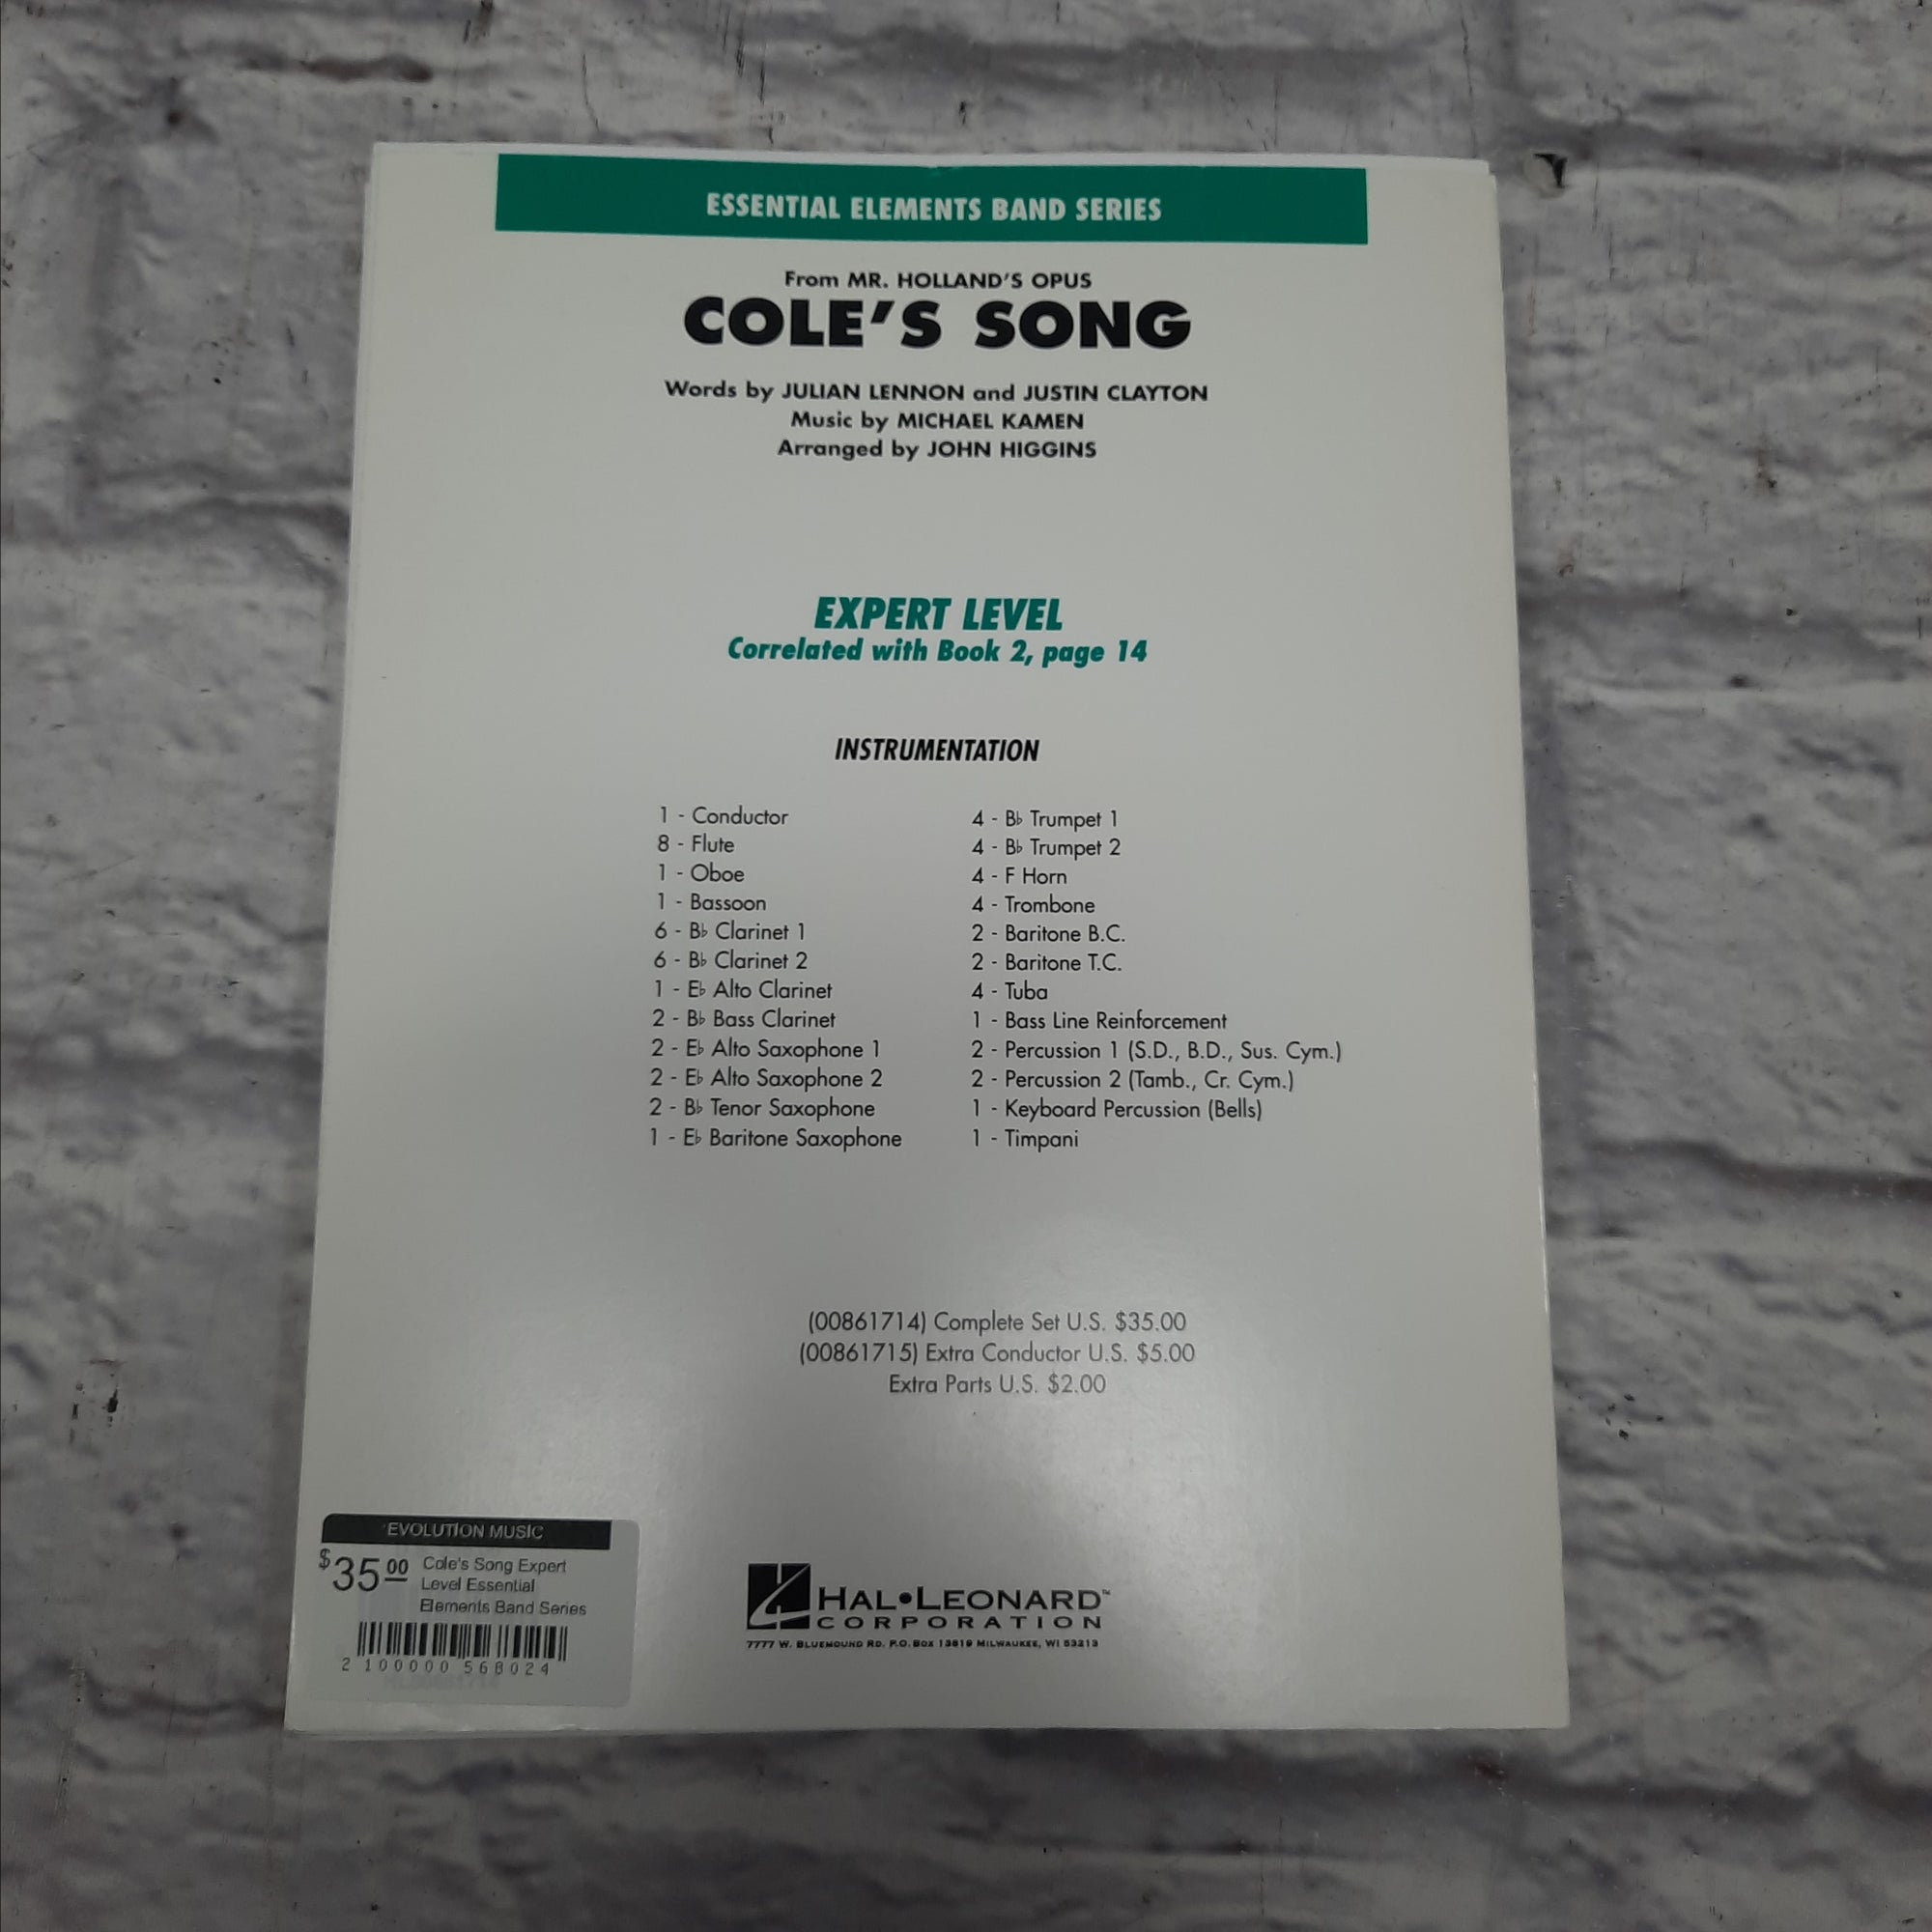 ESSENTIAL ELEMENTS BAND SERIES
From MR. HOLLAND'S OPUS
COLE'S SONG
Words by JULIAN LENNON and JUSTIN CLAYTON
Music by MICHAEL KAMEN
Arranged by JOHN HIGGINS
EXPERT LEVEL
Correlated with Book 2, page 14
INSTRUMENTATION
1 - Conductor
8 - Flute
1 - Oboe
1 - Bassoon
6 - B♭ Clarinet 1
6 - B♭ Clarinet 2
1 - E♭ Alto Clarinet
2 - B♭ Bass Clarinet
2 - E♭ Alto Saxophone 1
2 - E♭ Alto Saxophone 2
2 - B♭ Tenor Saxophone
1 - E♭ Baritone Saxophone
4 - B♭ Trumpet 1
4 - B♭ Trumpet 2
4 - F Horn
4 - Trombone
2 - Baritone B.C.
2 - Baritone T.C.
4 - Tuba
1 - Bass Line Reinforcement
2 - Percussion 1 (S.D., B.D., Sus. Cym.)
2 - Percussion 2 (Tamb., Cr. Cym.)
1 - Keyboard Percussion (Bells)
1 - Timpani
(00861714) Complete Set U.S. $35.00
(00861715) Extra Conductor U.S. $5.00
Extra Parts U.S. $2.00
EVOLUTION MUSIC
$35.00
Cole's Song Expert
Level Essential
Elements Band Series
2 100000 568024
HAL•LEONARD™
CORPORATION
7777 W. BLUEMOUND RD. P.O. BOX 13819 MILWAUKEE, WI 53213